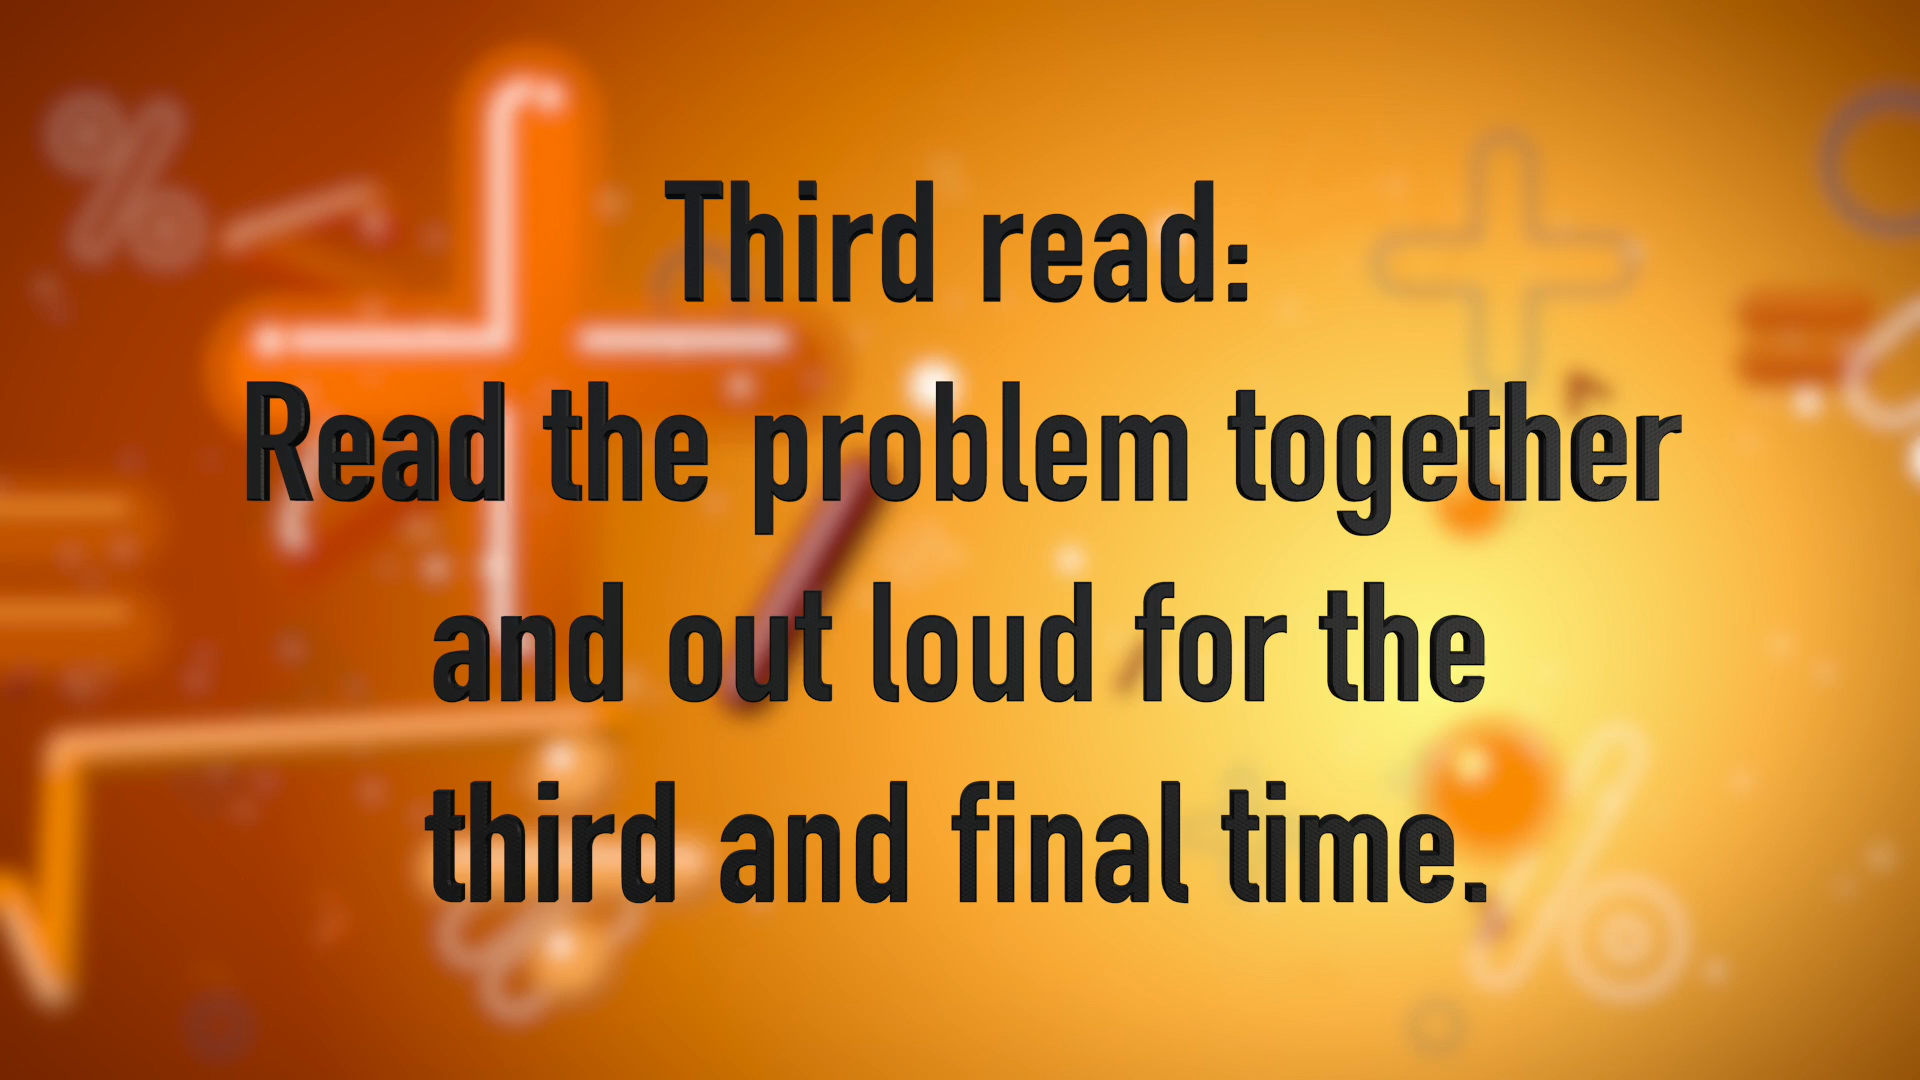 Third read:
Read the problem together
and out loud for the
third and final time.